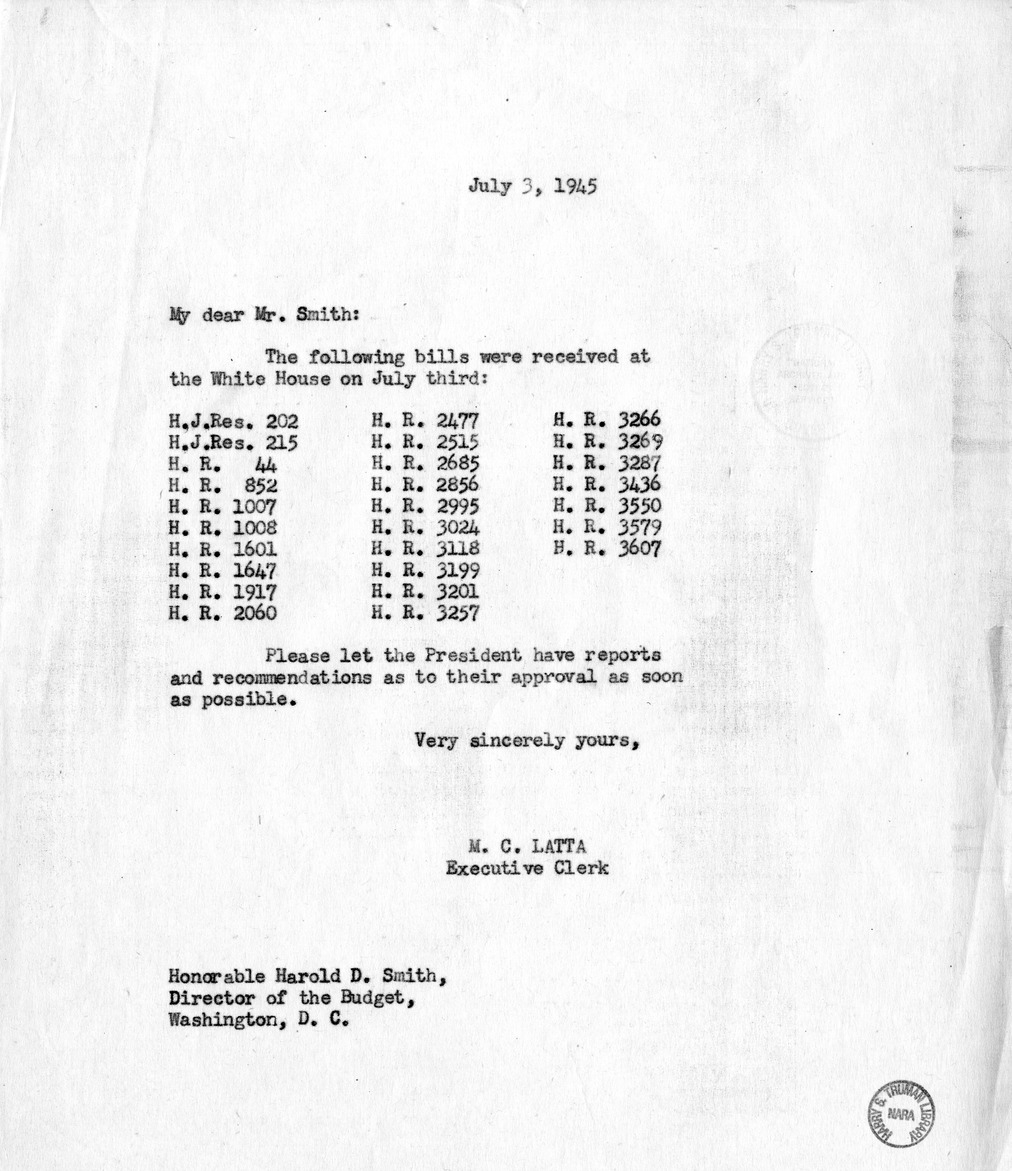 July 3, 1945
My dear Mr. Smith:
The following bills were received at
the White House on July third:
H.J.Res. 202 H. R. 2477 H. R. 3266
H.J.Res. 215 H. R. 2515 H. R. 3269
H. R. 44 H. R. 2685 H. R. 3287
H. R. 852 H. R. 2856 H. R. 3436
H. R. 1007 H. R. 2995 H. R. 3550
H. R. 1008 H. R. 3024 H. R. 3579
H. R. 1601 H. R. 3118 H. R. 3607
H. R. 1647 H. R. 3199
H. R. 1917 H. R. 3201
H. R. 2060 H. R. 3257
Please let the President have reports
and recommendations as to their approval as soon
as possible.
Very sincerely yours,
M. C. LATTA
Executive Clerk
Honorable Harold D. Smith,
Director of the Budget,
Washington, D. C.
HARRY S. TRUMAN LIBRARY
NARA